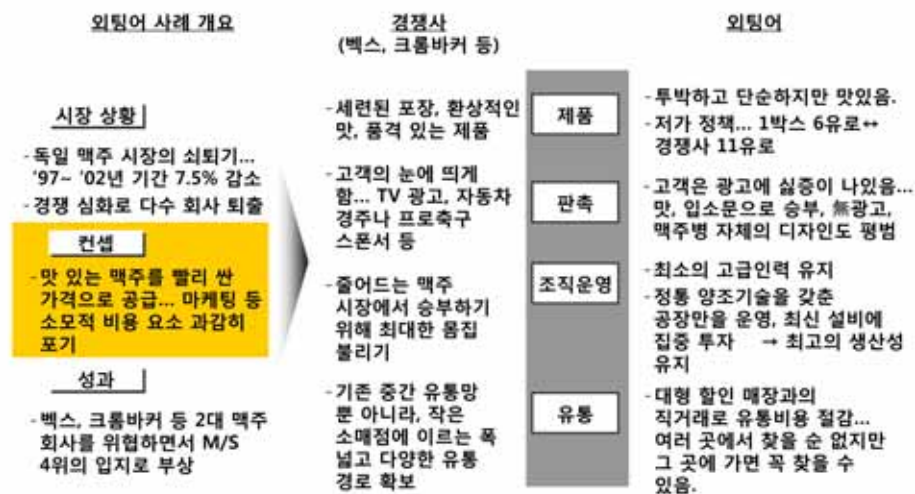 외팅어 사례 개요
시장 상황
-독일 맥주 시장의 쇠퇴기...
'97~ '02년 기간 7.5% 감소
-경쟁 심화로 다수 회사 퇴출
컨셉
-맛 있는 맥주를 빨리 싼
가격으로 공급... 마케팅 등
소모적 비용 요소 과감히
포기
성과
-벡스, 크롬바커 등 2대 맥주
회사를 위협하면서 M/S
4위의 입지로 부상
경쟁사
(벡스, 크롬바커 등)
-세련된 포장, 환상적인
맛, 품격 있는 제품
-고객의 눈에 띄게
함... TV 광고, 자동차
경주나 프로축구
스폰서 등
-줄어드는 맥주
시장에서 승부하기
위해 최대한 몸집
불리기
-기존 중간 유통망
뿐 아니라, 작은
소매점에 이르는 폭
넓고 다양한 유통
경로 확보
제품
판촉
조직운영
유통
외팅어
-투박하고 단순하지만 맛있음.
-저가 정책... 1박스 6유로↔
경쟁사 11유로
-고객은 광고에 싫증이 나있음...
맛, 입소문으로 승부, 無광고,
맥주병 자체의 디자인도 평범
-최소의 고급인력 유지
-정통 양조기술을 갖춘
공장만을 운영, 최신 설비에
집중 투자 → 최고의 생산성
유지
-대형 할인 매장과의
직거래로 유통비용 절감...
여러 곳에서 찾을 순 없지만
그 곳에 가면 꼭 찾을 수
있음.